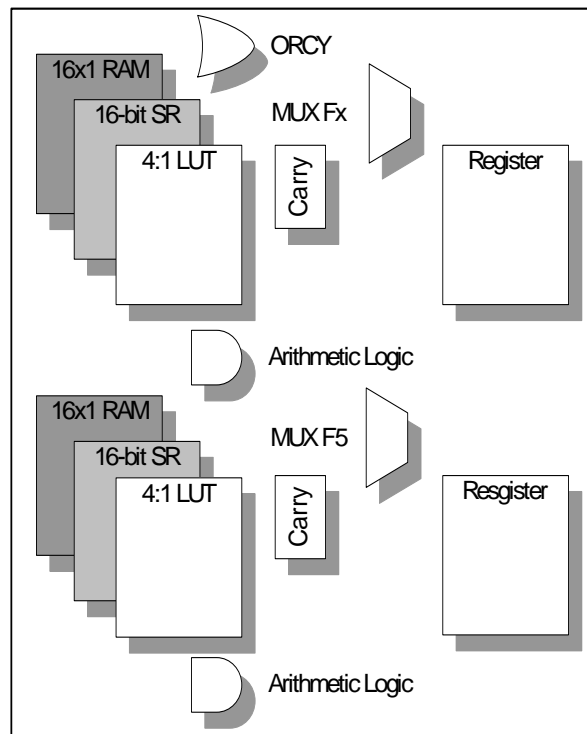 ORCY
16x1 RAM
16-bit SR
MUX Fx
4:1 LUT
Carry
Register
Arithmetic Logic
16x1 RAM
MUX F5
16-bit SR
4:1 LUT
Carry
Resgister
Arithmetic Logic